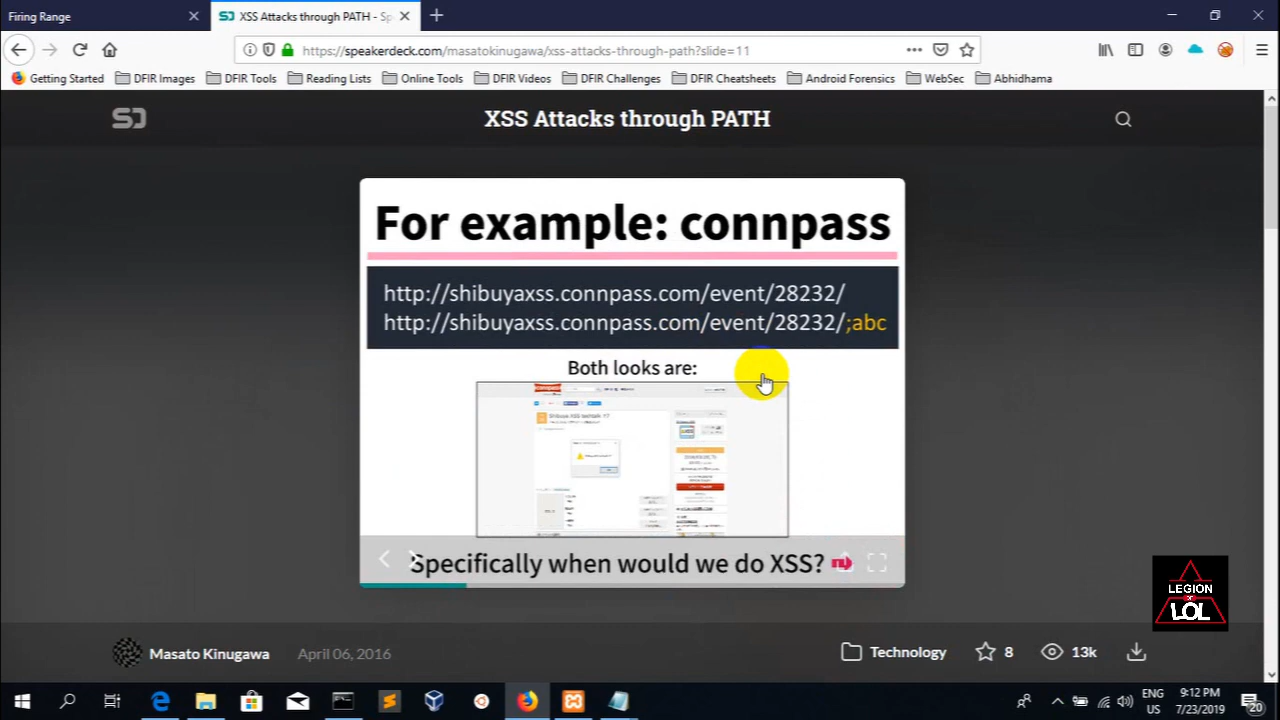 Firing Range
XSS Attacks through PATH - Sp
https://speakerdeck.com/masatokinugawa/xss-attacks-through-path?slide=11
Getting Started
DFIR Images
DFIR Tools
Reading Lists
Online Tools
DFIR Videos
DFIR Challenges
DFIR Cheatsheets
Android Forensics
WebSec
Abhidhama
XSS Attacks through PATH
For example: connpass
http://shibuyaxss.connpass.com/event/28232/
http://shibuyaxss.connpass.com/event/28232/;abc
Both looks are:
Specifically when would we do XSS?
Masato Kinugawa
April 06, 2016
Technology
8
13k
LEGION
OF
LOL
ENG
US
9:12 PM
7/23/2019
20